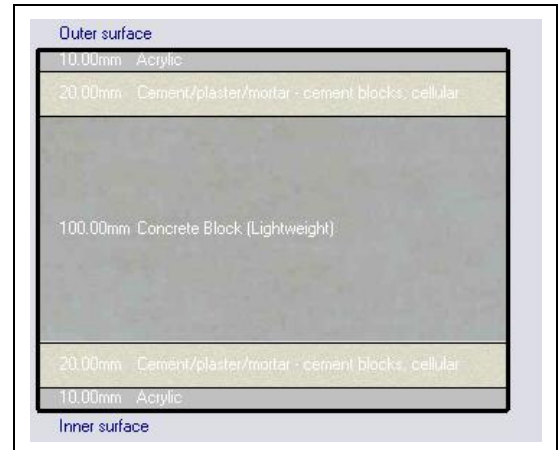 Outer surface
10.00mm Acrylic
20.00mm Cement/plaster/mortar - cement blocks, cellular
100.00mm Concrete Block (Lightweight)
20.00mm Cement/plaster/mortar - cement blocks, cellular
10.00mm Acrylic
Inner surface